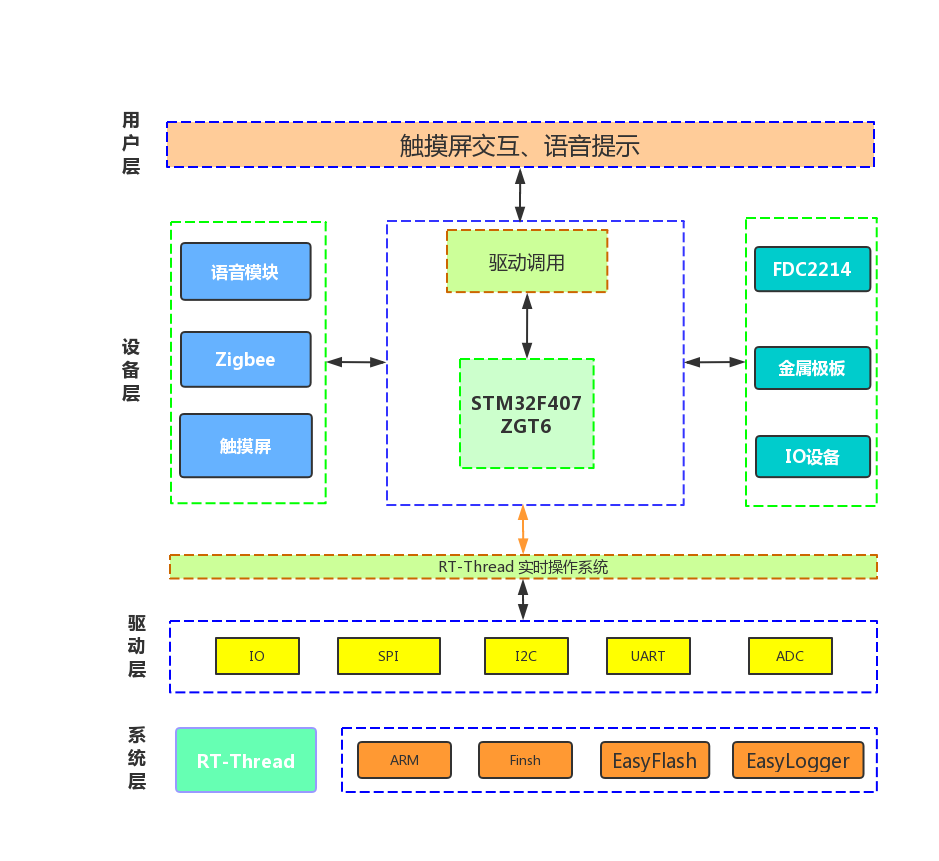 用户层
触摸屏交互、语音提示
设备层
语音模块
Zigbee
触摸屏
驱动调用
STM32F407
ZGT6
FDC2214
金属极板
IO设备
RT-Thread 实时操作系统
驱动层
IO
SPI
I2C
UART
ADC
系统层
RT-Thread
ARM
Finsh
EasyFlash
EasyLogger